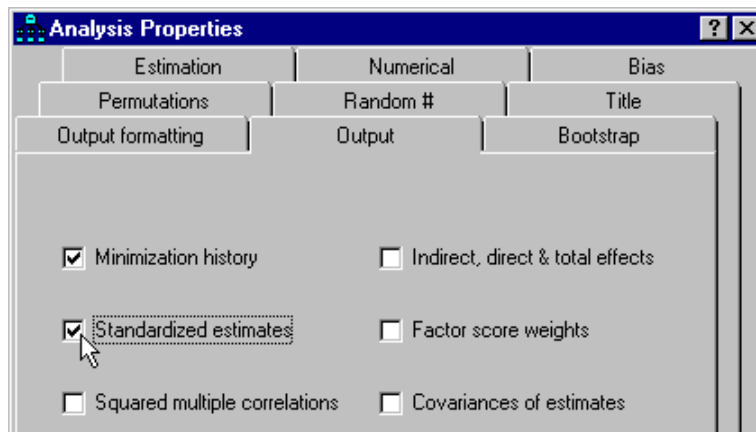 Analysis Properties
Estimation Numerical Bias
Permutations Random # Title
Output formatting Output Bootstrap
Minimization history Indirect, direct & total effects
Standardized estimates Factor score weights
Squared multiple correlations Covariances of estimates